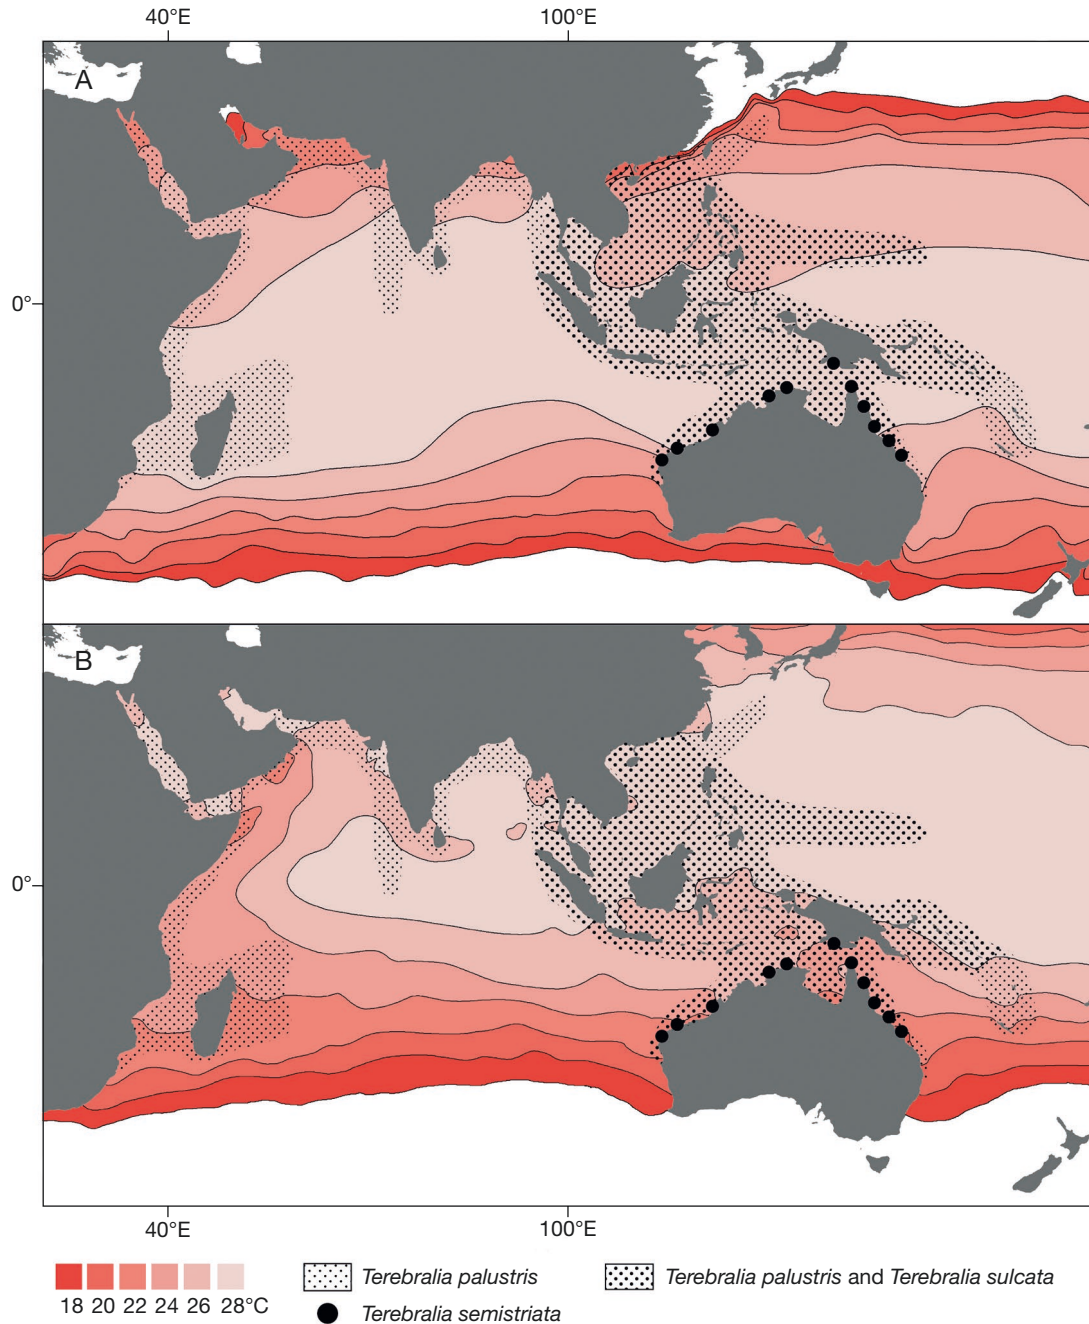 40°E 100°E
A
0°
B
0°
40°E 100°E
18 20 22 24 26 28°C
Terebralia palustris
Terebralia palustris and Terebralia sulcata
Terebralia semistriata